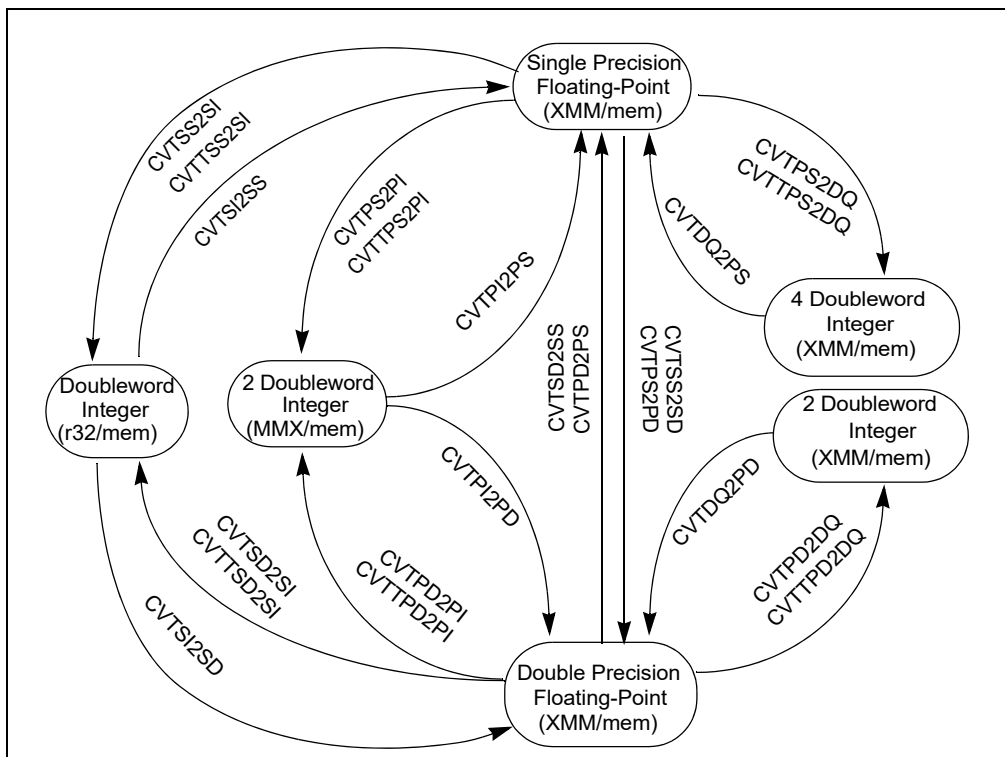 Single Precision
Floating-Point
(XMM/mem)
CVTSS2SI
CVTTSS2SI
CVTSI2SS
CVTPS2PI
CVTTPS2PI
CVTPI2PS
CVTPS2DQ
CVTTPS2DQ
CVTDQ2PS
4 Doubleword
Integer
(XMM/mem)
CVTSD2SS
CVTPD2PS
CVTSS2SD
CVTPS2PD
Doubleword
Integer
(r32/mem)
2 Doubleword
Integer
(MMX/mem)
2 Doubleword
Integer
(XMM/mem)
CVTPI2PD
CVTDQ2PD
CVTSD2SI
CVTTSD2SI
CVTPD2PI
CVTTPD2PI
CVTPD2DQ
CVTTPD2DQ
CVTSI2SD
Double Precision
Floating-Point
(XMM/mem)